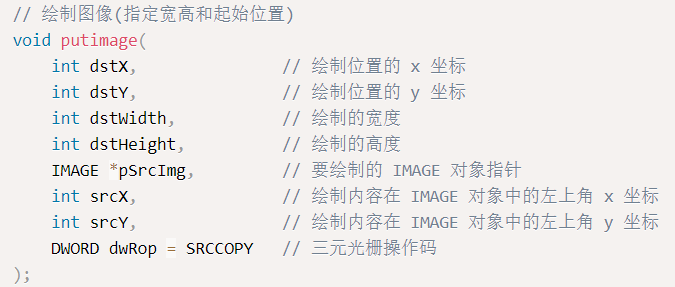 // 绘制图像(指定宽高和起始位置)
void putimage(
    int dstX,               // 绘制位置的 x 坐标
    int dstY,               // 绘制位置的 y 坐标
    int dstWidth,           // 绘制的宽度
    int dstHeight,          // 绘制的高度
    IMAGE *pSrcImg,         // 要绘制的 IMAGE 对象指针
    int srcX,               // 绘制内容在 IMAGE 对象中的左上角 x 坐标
    int srcY,               // 绘制内容在 IMAGE 对象中的左上角 y 坐标
    DWORD dwRop = SRCCOPY   // 三元光栅操作码
);